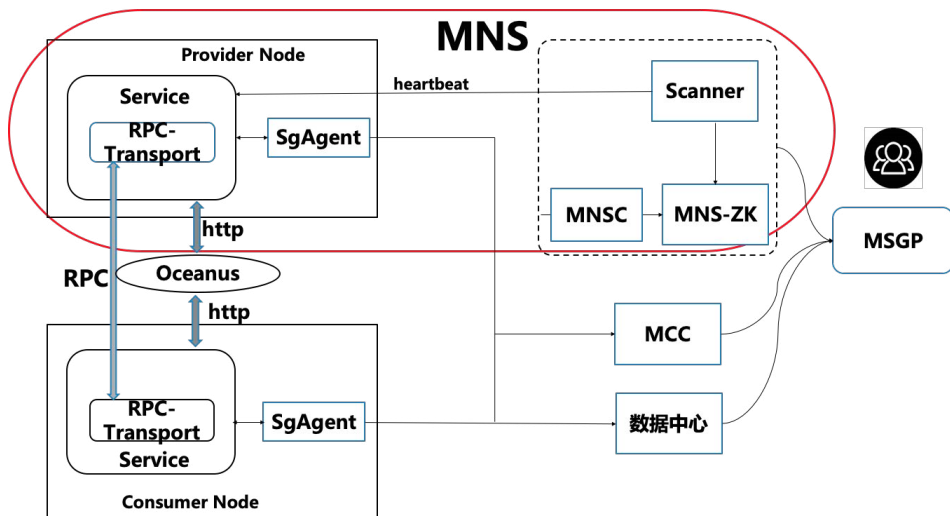 MNS
Provider Node
Service
RPC-
Transport
SgAgent
heartbeat
Scanner
MNSC
MNS-ZK
MSGP
http
Oceanus
RPC
http
MCC
RPC-
Transport
Service
SgAgent
数据中心
Consumer Node